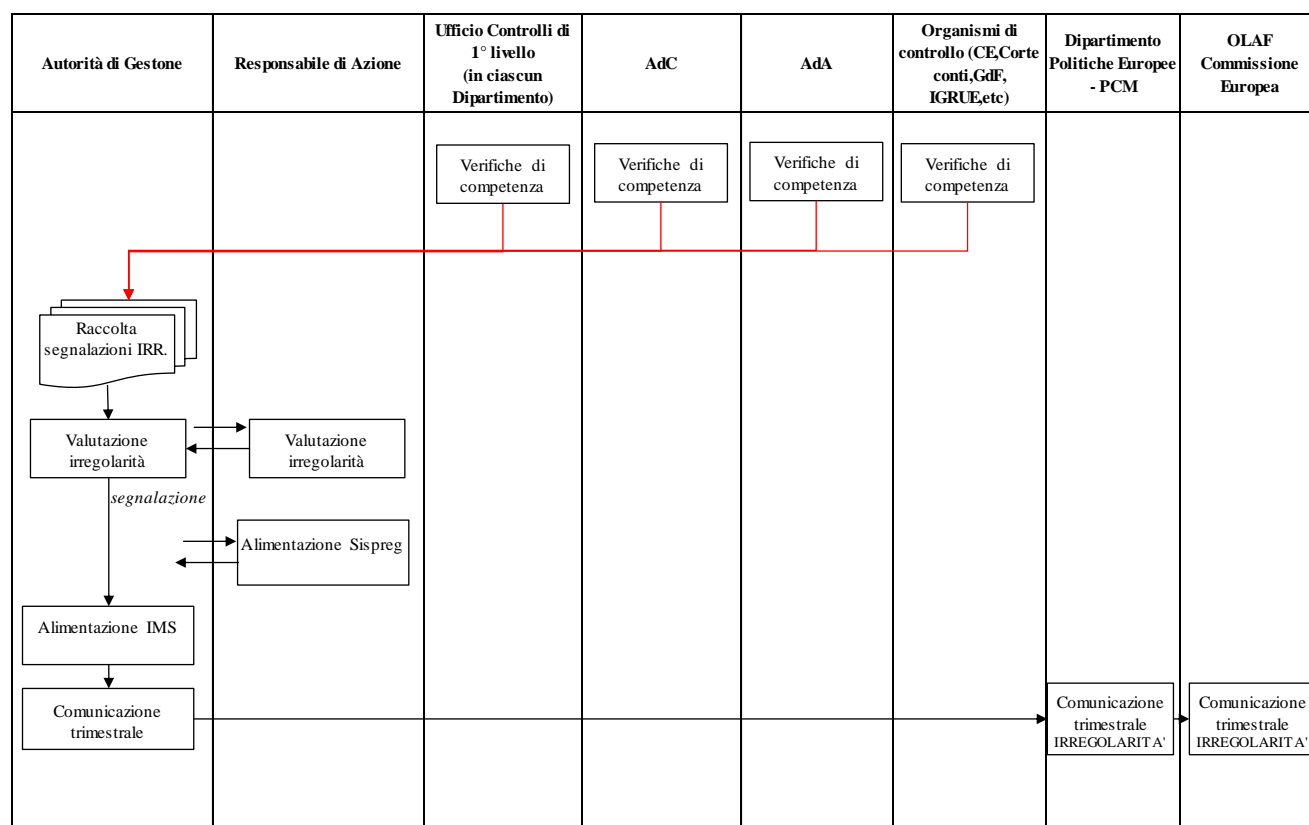 Autorità di Gestone
Responsabile di Azione
Ufficio Controlli di
1° livello
(in ciascun
Dipartimento)
AdC
AdA
Organismi di
controllo (CE,Corte
conti,GdF,
IGRUE,etc)
Dipartimento
Politiche Europee
- PCM
OLAF
Commissione
Europea
Verifiche di
competenza
Verifiche di
competenza
Verifiche di
competenza
Verifiche di
competenza
Raccolta
segnalazioni IRR.
Valutazione
irregolarità
Valutazione
irregolarità
segnalazione
Alimentazione Sispreg
Alimentazione IMS
Comunicazione
trimestrale
Comunicazione
trimestrale
IRREGOLARITA'
Comunicazione
trimestrale
IRREGOLARITA'